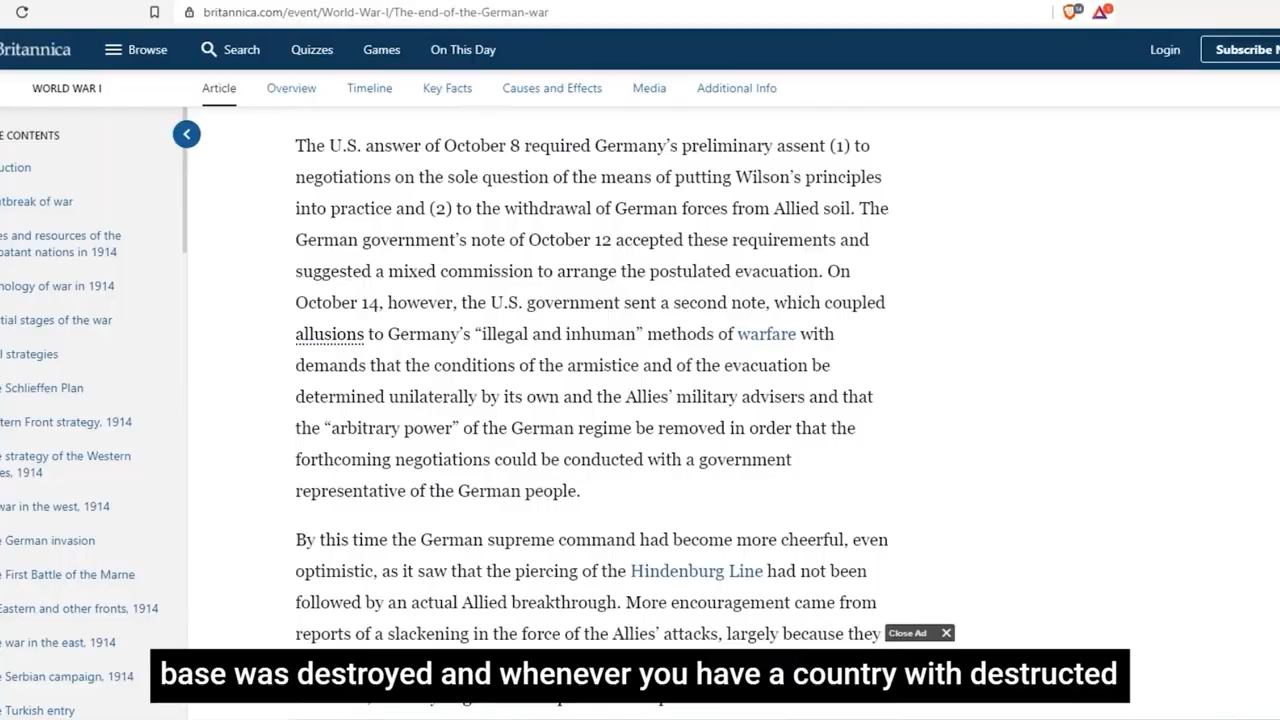 britannica.com/event/World-War-I/The-end-of-the-German-war
Britannica Browse Search Quizzes Games On This Day Login Subscribe N
WORLD WAR I Article Overview Timeline Key Facts Causes and Effects Media Additional Info
E CONTENTS
uction
utbreak of war
es and resources of the
patant nations in 1914
nology of war in 1914
tial stages of the war
l strategies
e Schlieffen Plan
tern Front strategy, 1914
e strategy of the Western
es, 1914
war in the west, 1914
e German invasion
e First Battle of the Marne
Eastern and other fronts, 1914
e war in the east, 1914
e Serbian campaign, 1914
e Turkish entry
The U.S. answer of October 8 required Germany’s preliminary assent (1) to
negotiations on the sole question of the means of putting Wilson’s principles
into practice and (2) to the withdrawal of German forces from Allied soil. The
German government’s note of October 12 accepted these requirements and
suggested a mixed commission to arrange the postulated evacuation. On
October 14, however, the U.S. government sent a second note, which coupled
allusions to Germany’s “illegal and inhuman” methods of warfare with
demands that the conditions of the armistice and of the evacuation be
determined unilaterally by its own and the Allies’ military advisers and that
the “arbitrary power” of the German regime be removed in order that the
forthcoming negotiations could be conducted with a government
representative of the German people.
By this time the German supreme command had become more cheerful, even
optimistic, as it saw that the piercing of the Hindenburg Line had not been
followed by an actual Allied breakthrough. More encouragement came from
reports of a slackening in the force of the Allies’ attacks, largely because they
Close Ad
base was destroyed and whenever you have a country with destructed